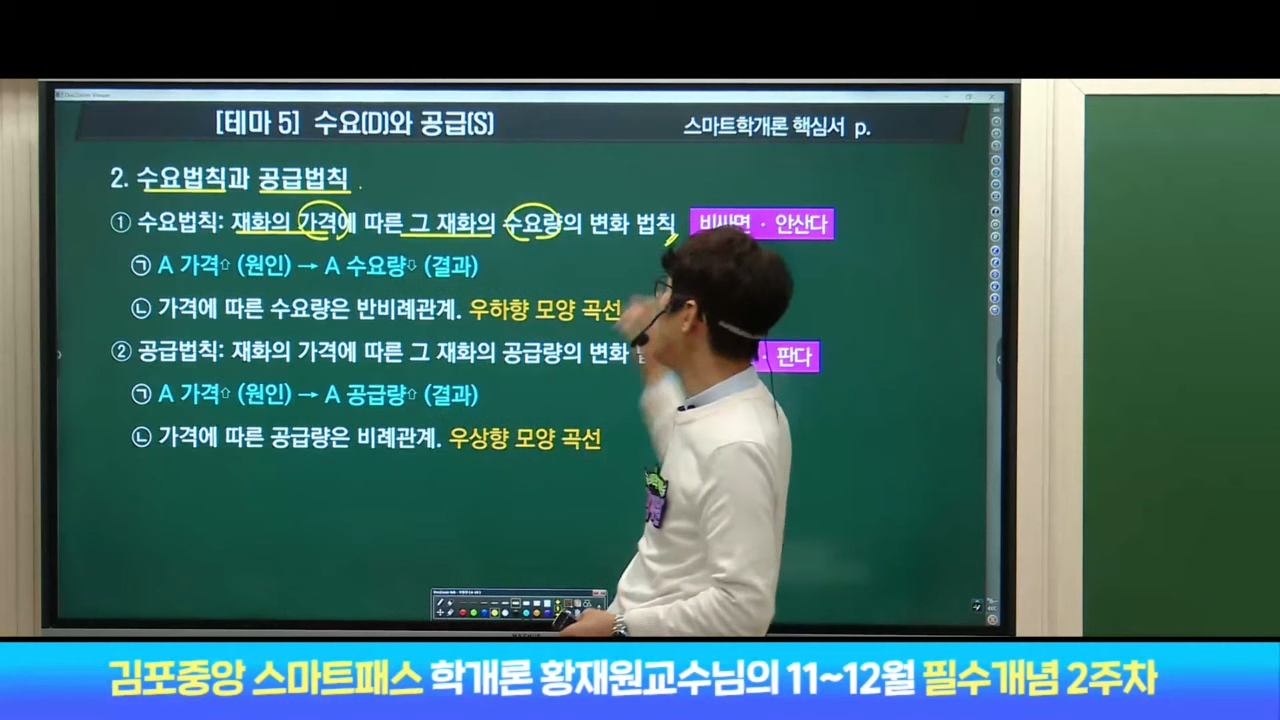 [테마 5] 수요(D)와 공급(S)
스마트학개론 핵심서 p.
2. 수요법칙과 공급법칙
① 수요법칙: 재화의 가격에 따른 그 재화의 수요량의 변화 법칙 비싸면 · 안산다
㉠ A 가격⇧ (원인) → A 수요량⇩ (결과)
㉡ 가격에 따른 수요량은 반비례관계. 우하향 모양 곡선
② 공급법칙: 재화의 가격에 따른 그 재화의 공급량의 변화 · 판다
㉠ A 가격⇧ (원인) → A 공급량⇧ (결과)
㉡ 가격에 따른 공급량은 비례관계. 우상향 모양 곡선
김포중앙 스마트패스 학개론 황재원교수님의 11~12월 필수개념 2주차